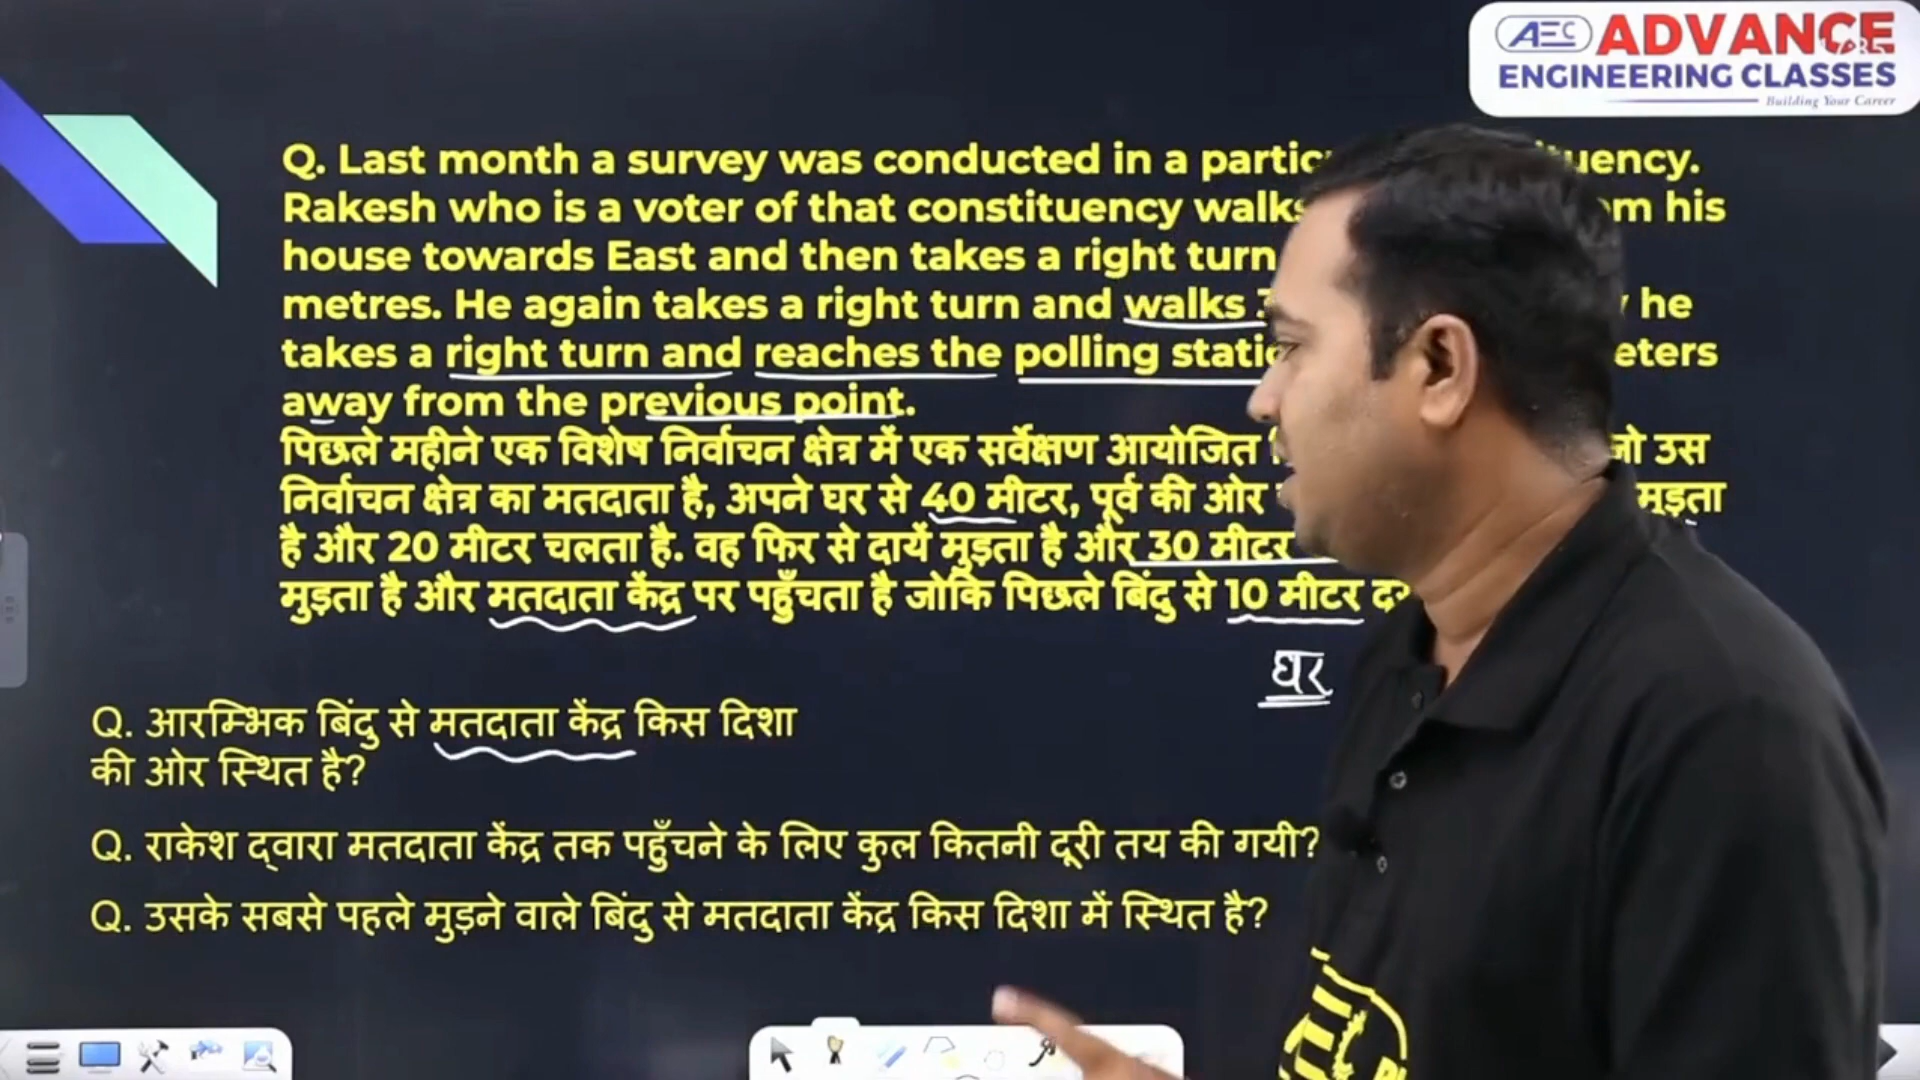 AEC ADVANCE
ENGINEERING CLASSES
Building Your Career
Q. Last month a survey was conducted in a
Rakesh who is a voter of that constituency walks his
house towards East and then takes a right turn
metres. He again takes a right turn and walks he
takes a right turn and reaches the polling
away from the previous point.
पिछले महीने एक विशेष निर्वाचन क्षेत्र में एक सर्वेक्षण आयोजित जो उस
निर्वाचन क्षेत्र का मतदाता है, अपने घर से 40 मीटर, पूर्व की ओर मुड़ता
है और 20 मीटर चलता है. वह फिर से दायें मुड़ता है और 30 मीटर
मुड़ता है और मतदाता केंद्र पर पहुँचता है जोकि पिछले बिंदु से 10 मीटर
घर
Q. आरम्भिक बिंदु से मतदाता केंद्र किस दिशा
की ओर स्थित है?
Q. राकेश द्वारा मतदाता केंद्र तक पहुँचने के लिए कुल कितनी दूरी तय की गयी?
Q. उसके सबसे पहले मुड़ने वाले बिंदु से मतदाता केंद्र किस दिशा में स्थित है?